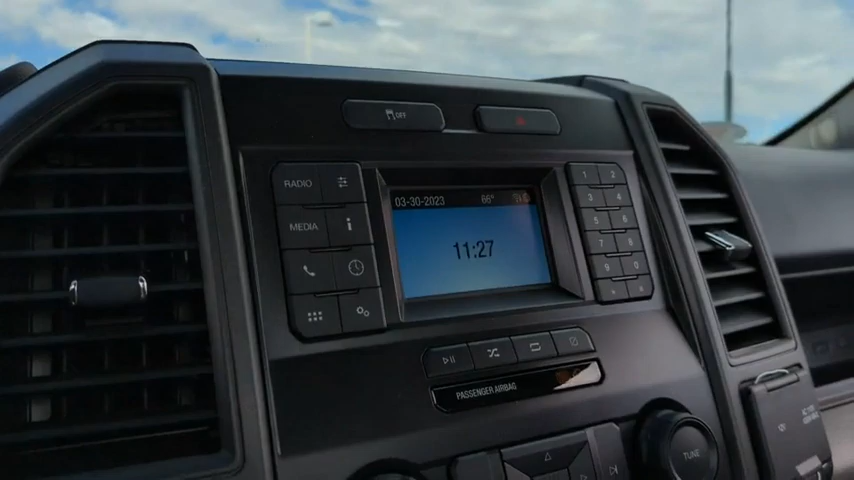 OFF
RADIO
MEDIA
i
03-30-2023 66°
11:27
1 2
3 4
5 6
7 8
9 0
PASSENGER AIRBAG
TUNE
12V